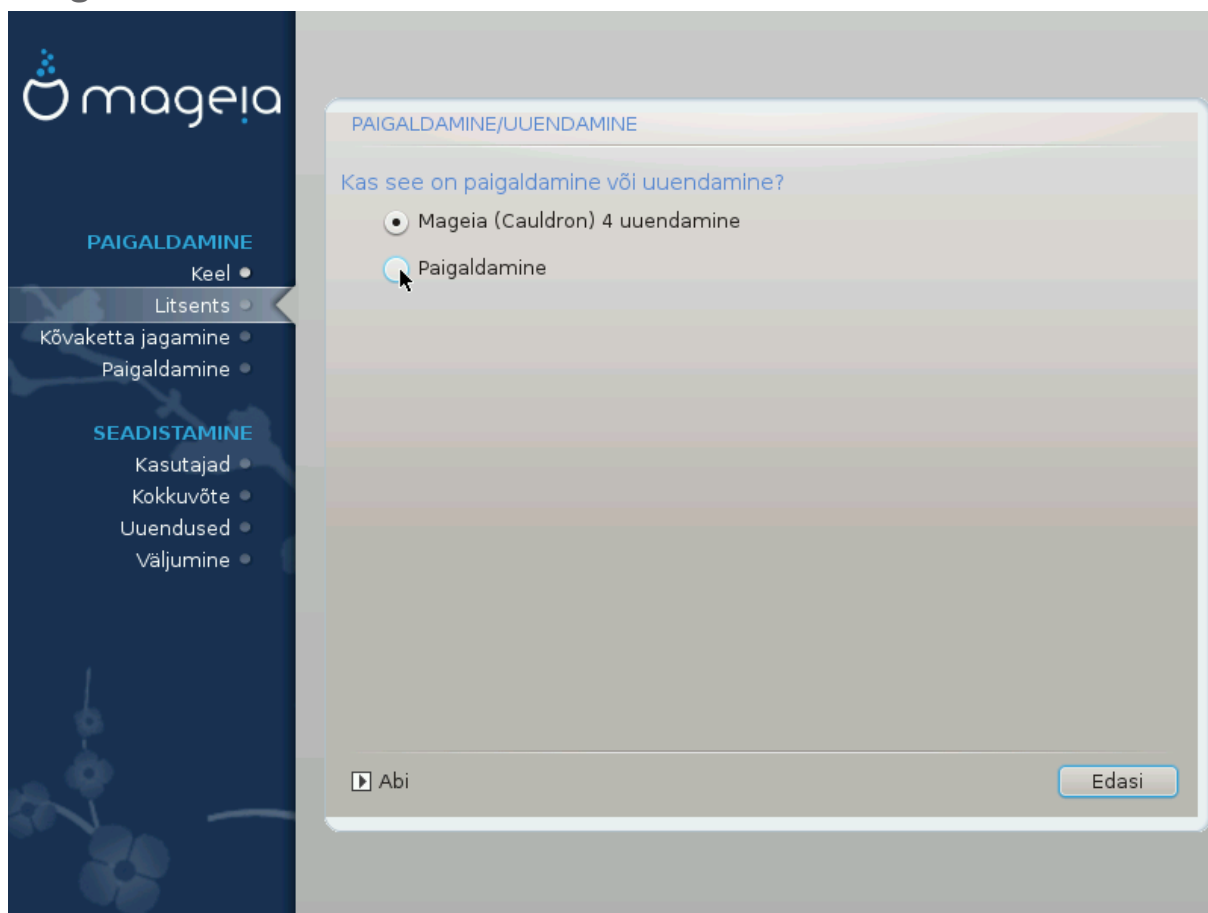 mageia
PAIGALDAMINE
Keel
Litsents
Kõvaketta jagamine
Paigaldamine
SEADISTAMINE
Kasutajad
Kokkuvõte
Uuendused
Väljumine
PAIGALDAMINE/UUENDAMINE
Kas see on paigaldamine või uuendamine?
Mageia (Cauldron) 4 uuendamine
Paigaldamine
Abi
Edasi